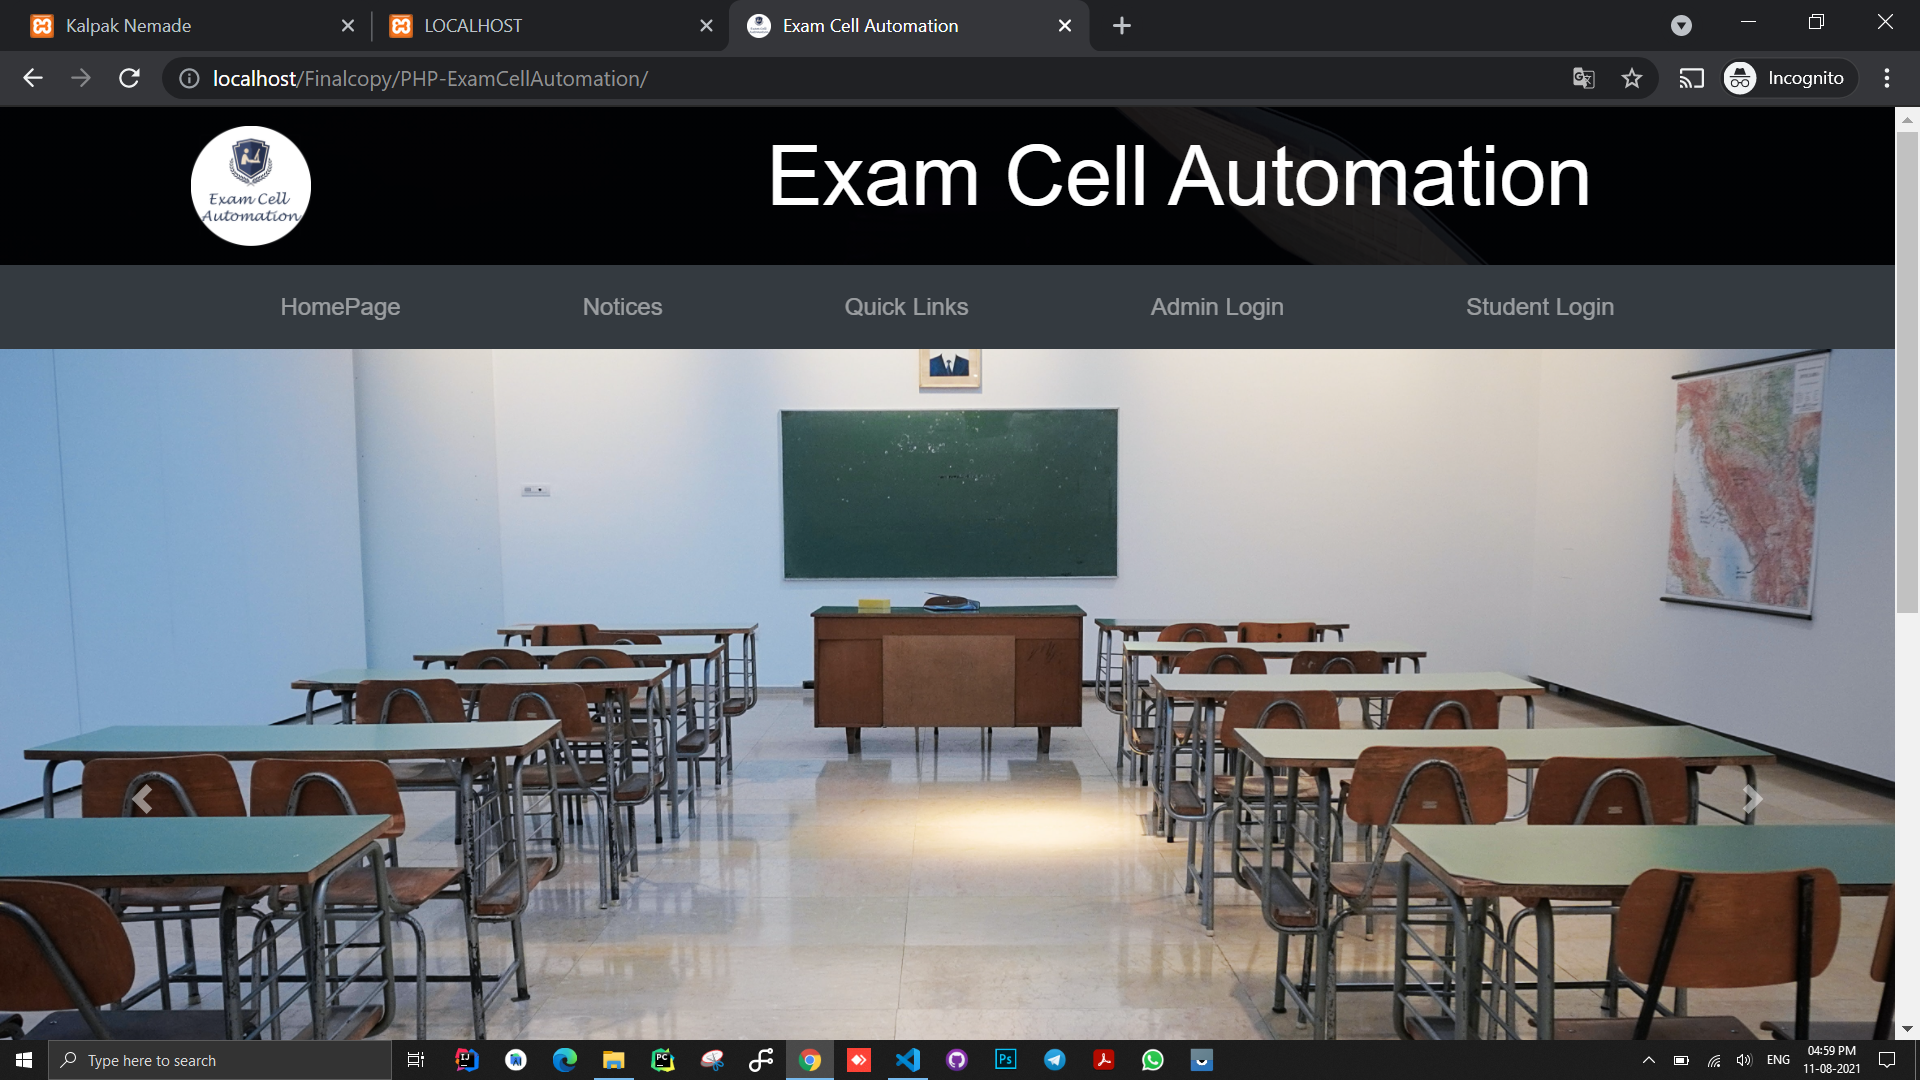 Kalpak Nemade
LOCALHOST
Exam Cell Automation
localhost/Finalcopy/PHP-ExamCellAutomation/
Incognito
Exam Cell
Automation
Exam Cell Automation
HomePage
Notices
Quick Links
Admin Login
Student Login
Type here to search
ENG
04:59 PM
11-08-2021